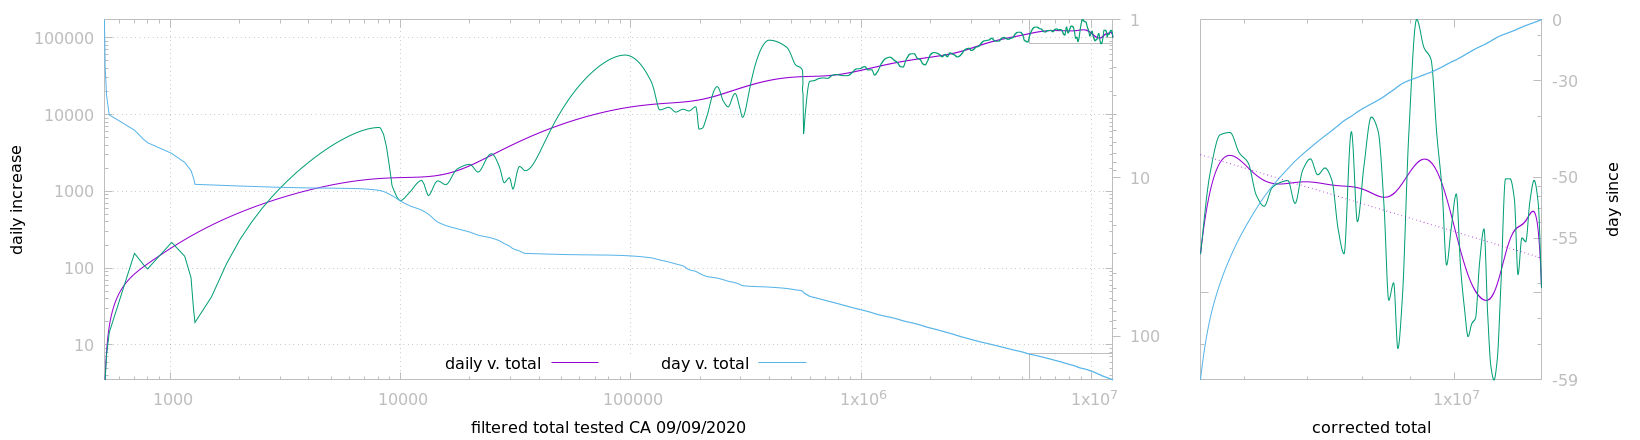 100000
10000
1000
100
10
daily increase
1000
10000
100000
1x10^6
1x10^7
1
10
100
daily v. total
day v. total
filtered total tested CA 09/09/2020
0
-30
-50
-55
-59
day since
1x10^7
corrected total